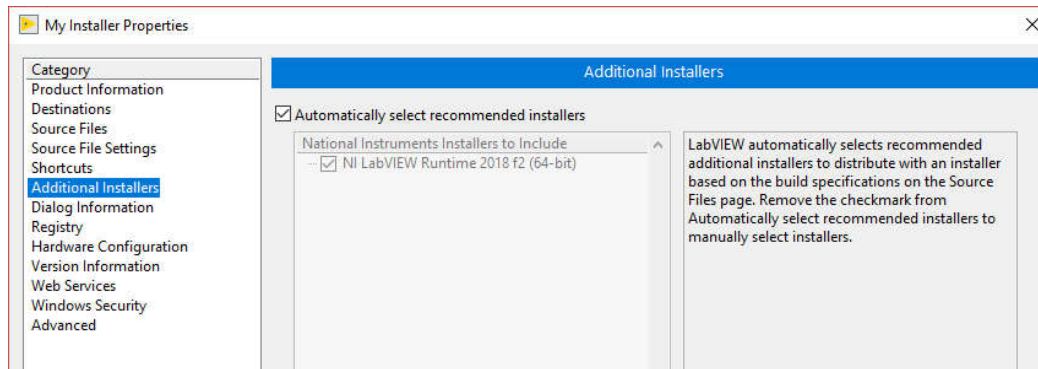 My Installer Properties
Category
Product Information
Destinations
Source Files
Source File Settings
Shortcuts
Additional Installers
Dialog Information
Registry
Hardware Configuration
Version Information
Web Services
Windows Security
Advanced
Additional Installers
Automatically select recommended installers
National Instruments Installers to Include
NI LabVIEW Runtime 2018 f2 (64-bit)
LabVIEW automatically selects recommended
additional installers to distribute with an installer
based on the build specifications on the Source
Files page. Remove the checkmark from
Automatically select recommended installers to
manually select installers.